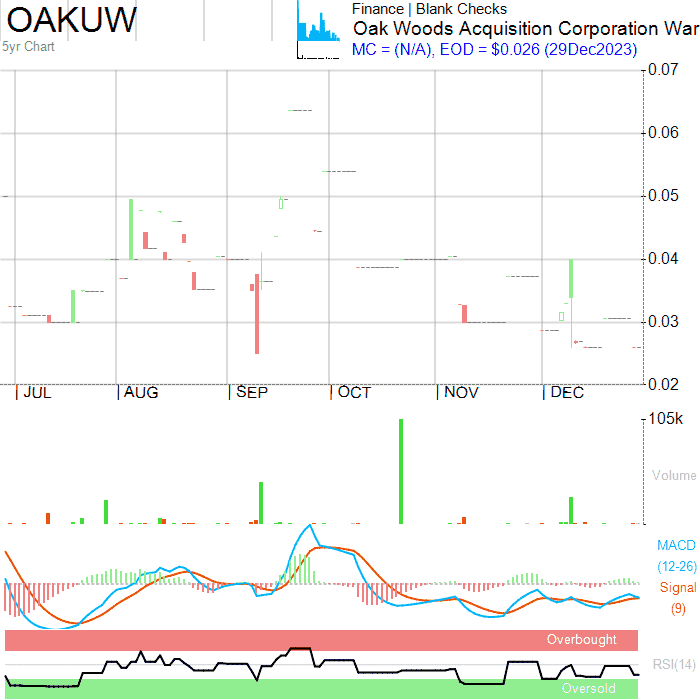 OAKUW
5yr Chart
Finance | Blank Checks
Oak Woods Acquisition Corporation War
MC = (N/A), EOD = $0.026 (29Dec2023)
0.07
0.06
0.05
0.04
0.03
0.02
JUL AUG SEP OCT NOV DEC
105k
Volume
MACD
(12-26)
Signal
(9)
Overbought
RSI(14)
Oversold